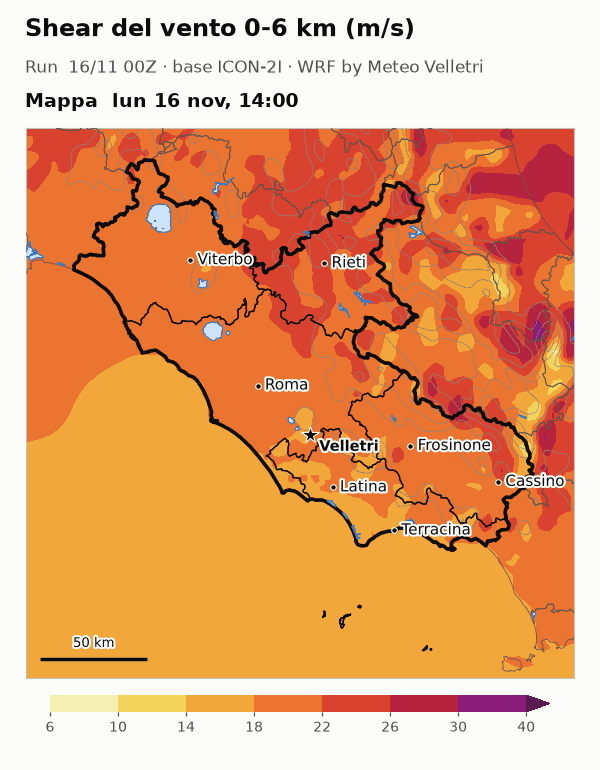 Shear del vento 0-6 km (m/s)
Run  16/11 00Z · base ICON-2I · WRF by Meteo Velletri
Mappa  lun 16 nov, 14:00
Viterbo
Rieti
Roma
Velletri
Frosinone
Cassino
Latina
Terracina
50 km
6 10 14 18 22 26 30 40